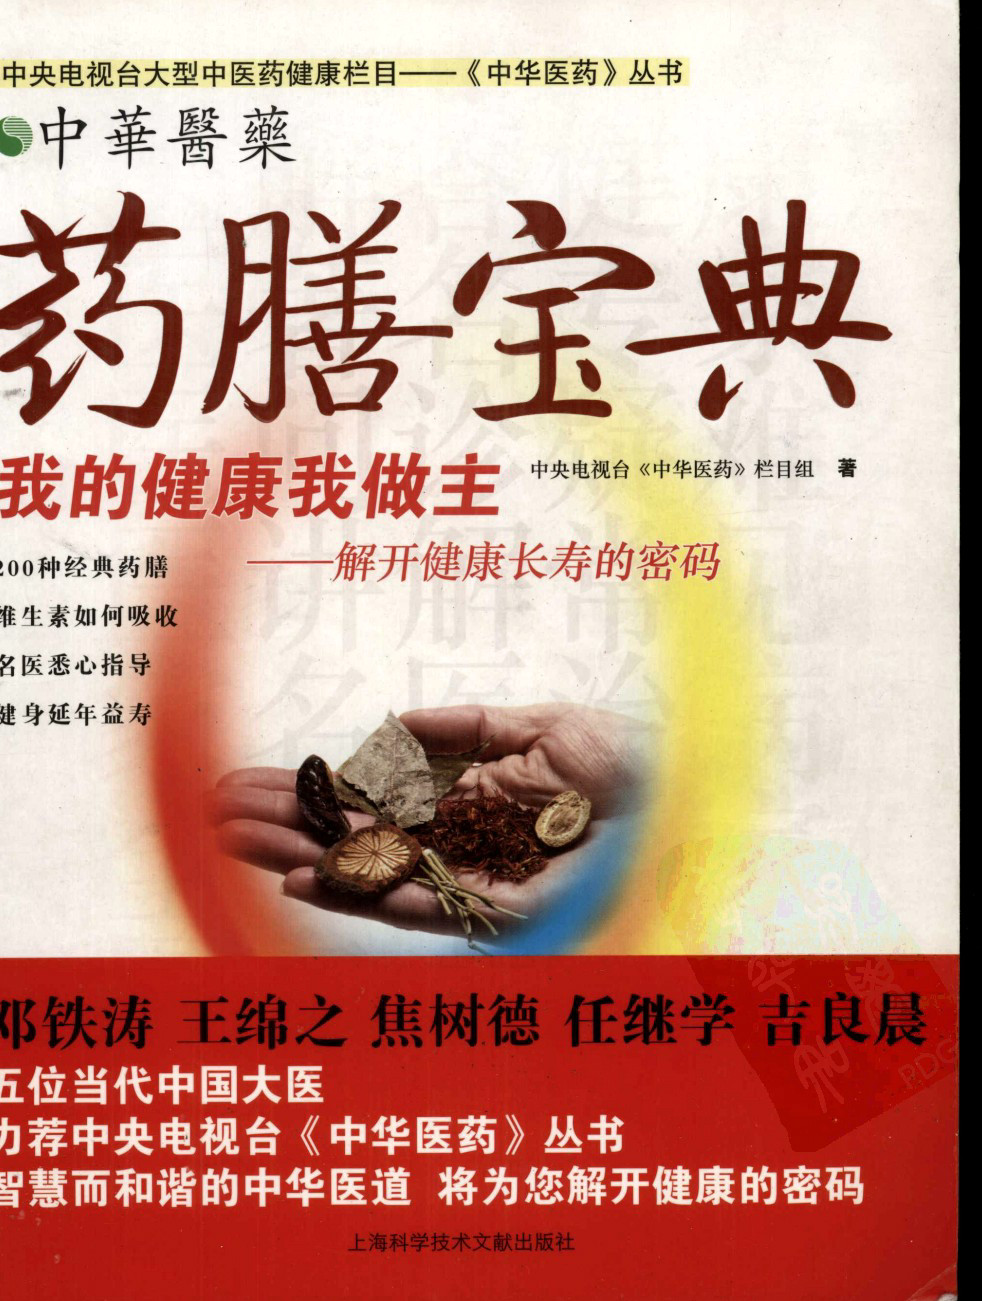 中央电视台大型中医药健康栏目——《中华医药》丛书
中華醫藥
药膳宝典
我的健康我做主
中央电视台《中华医药》栏目组 著
——解开健康长寿的密码
200种经典药膳
维生素如何吸收
名医悉心指导
健身延年益寿
邓铁涛 王绵之 焦树德 任继学 吉良晨
五位当代中国大医
力荐中央电视台《中华医药》丛书
智慧而和谐的中华医道 将为您解开健康的密码
上海科学技术文献出版社
PDG